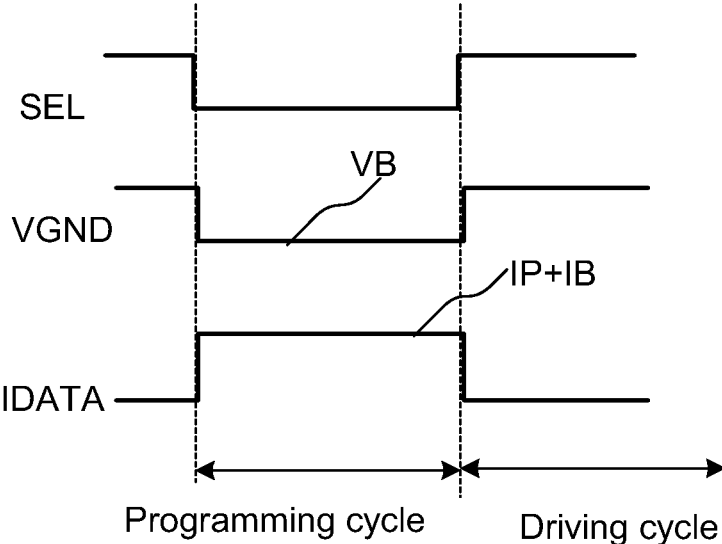 SEL
VB
VGND
IP+IB
IDATA
Programming cycle
Driving cycle